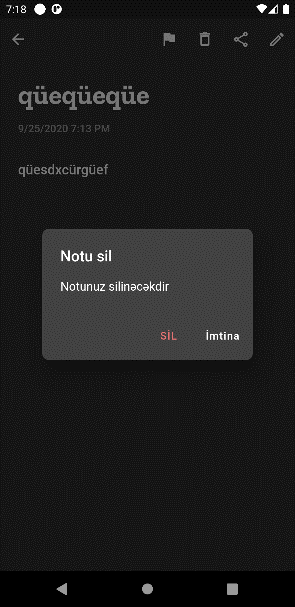 7:18
qüeqüeqüe
9/25/2020 7:13 PM
qüesdxcürgüef
Notu sil
Notunuz silinəcəkdir
SİL
İmtina